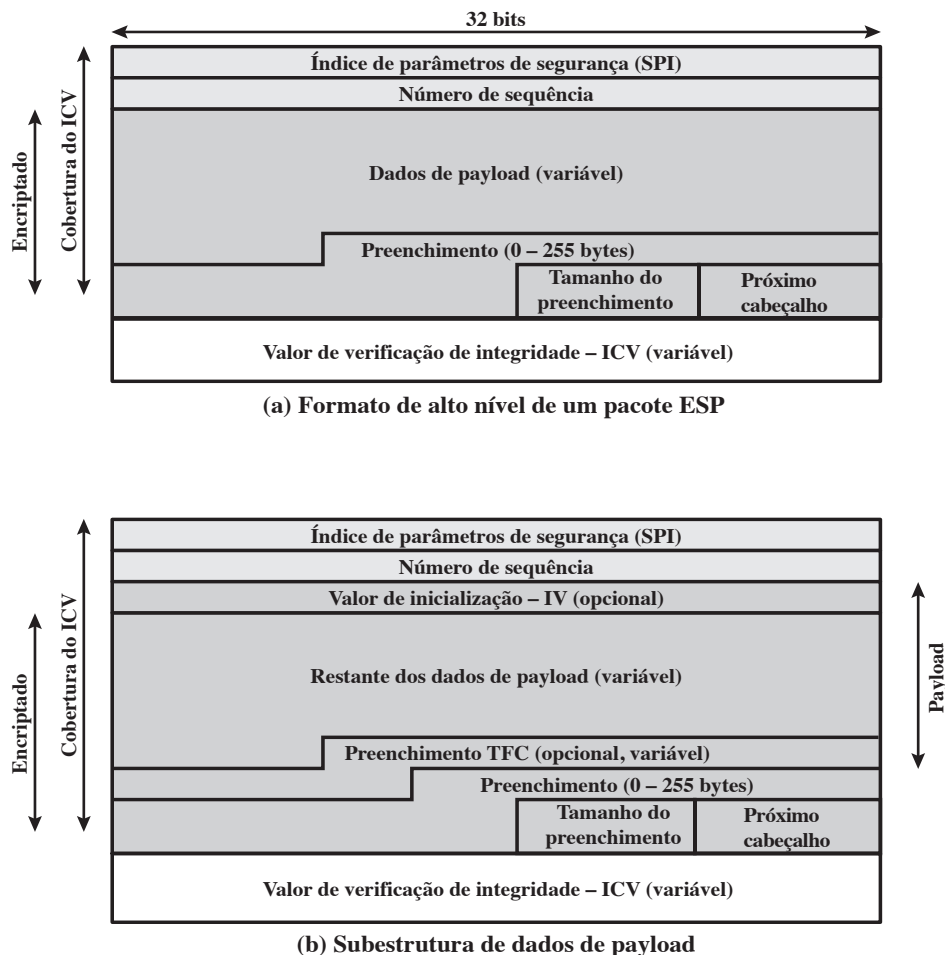 32 bits
Índice de parâmetros de segurança (SPI)
Número de sequência
Dados de payload (variável)
Preenchimento (0 – 255 bytes)
Tamanho do
preenchimento
Próximo
cabeçalho
Valor de verificação de integridade – ICV (variável)
Encriptado
Cobertura do ICV
(a) Formato de alto nível de um pacote ESP
Índice de parâmetros de segurança (SPI)
Número de sequência
Valor de inicialização – IV (opcional)
Restante dos dados de payload (variável)
Preenchimento TFC (opcional, variável)
Preenchimento (0 – 255 bytes)
Tamanho do
preenchimento
Próximo
cabeçalho
Valor de verificação de integridade – ICV (variável)
Encriptado
Cobertura do ICV
Payload
(b) Subestrutura de dados de payload